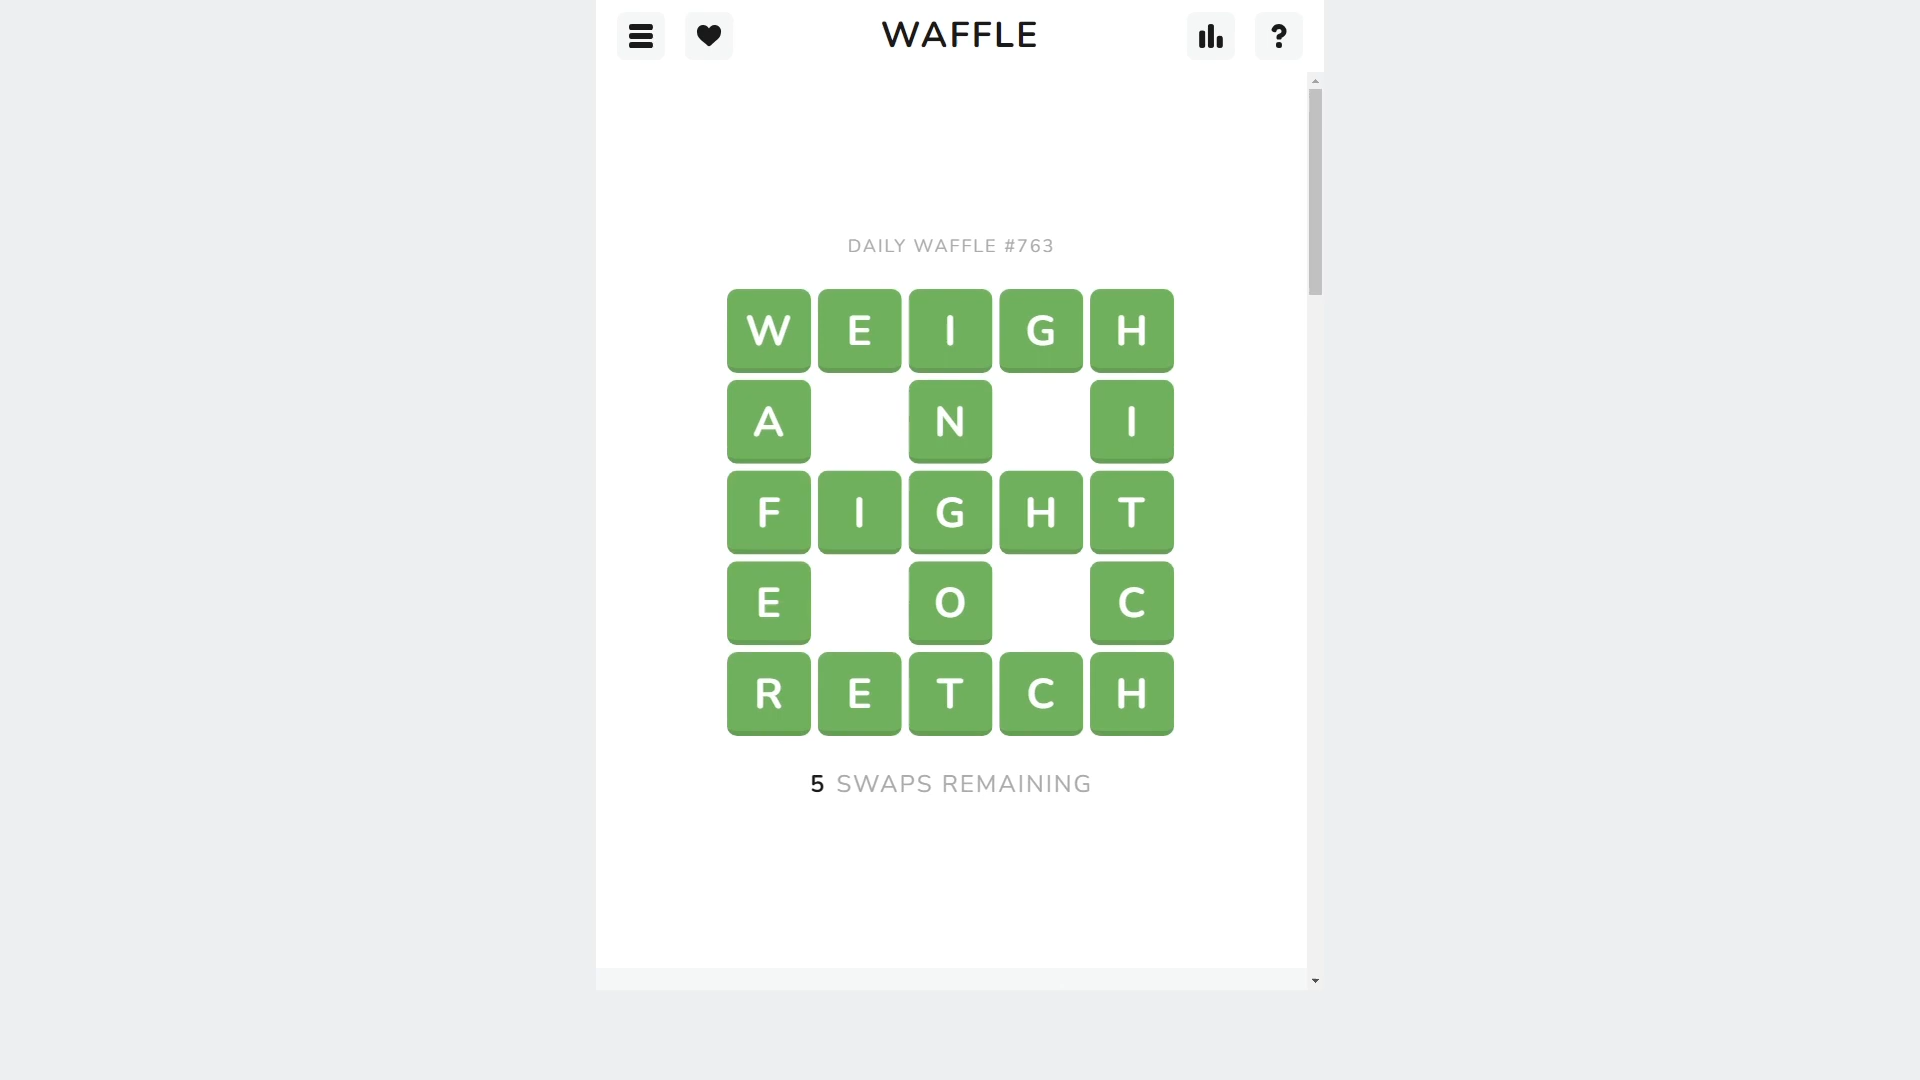 WAFFLE
?
DAILY WAFFLE #763
W E I G H
A N I
F I G H T
E O C
R E T C H
5 SWAPS REMAINING